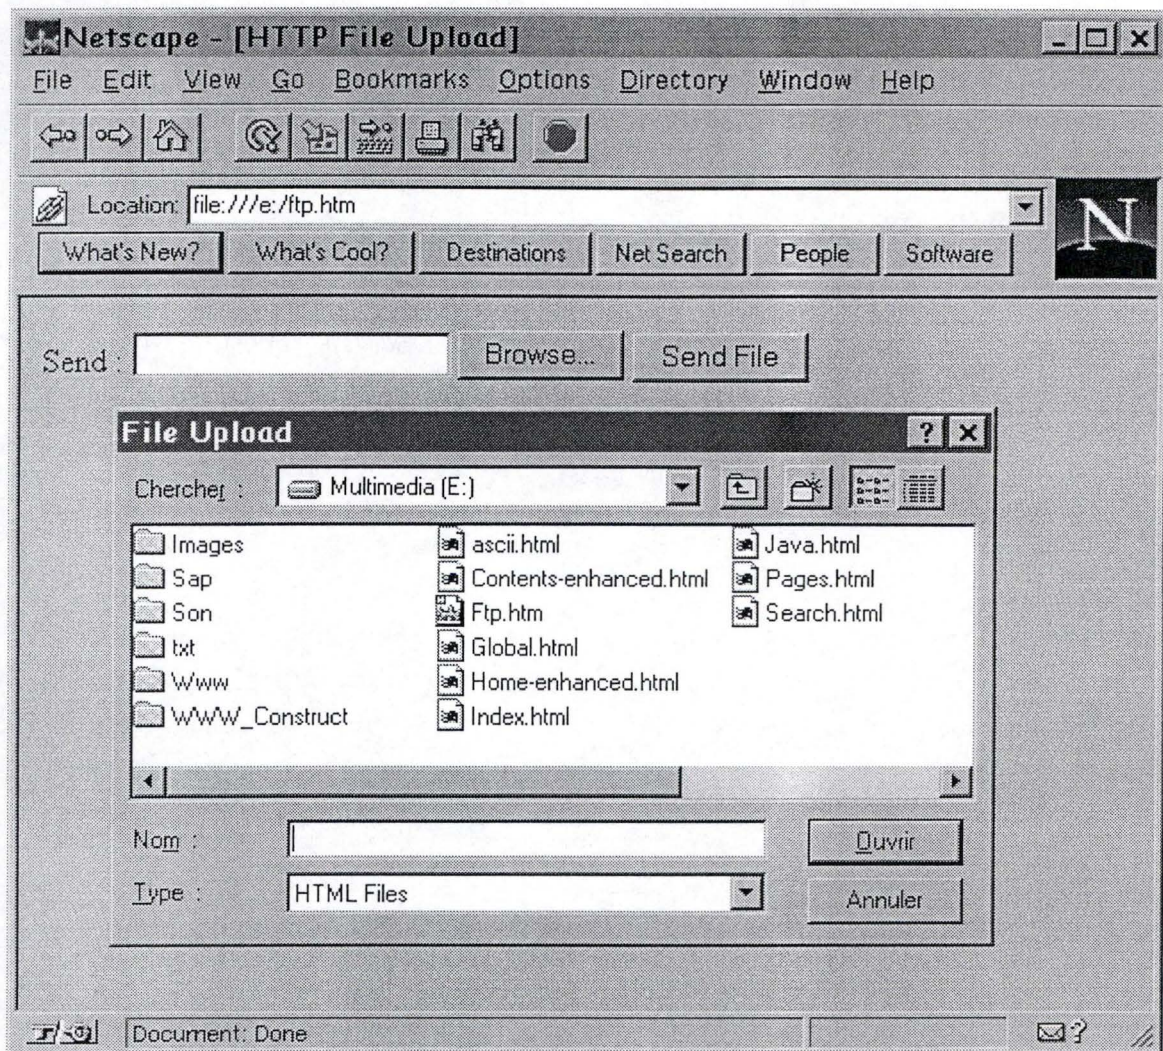 Netscape - [HTTP File Upload]
File Edit View Go Bookmarks Options Directory Window Help
Location: file:///e:/ftp.htm
N
What's New? What's Cool? Destinations Net Search People Software
Send : Browse... Send File
File Upload
Chercher : Multimedia (E:)
Images ascii.html Java.html
Sap Contents-enhanced.html Pages.html
Son Ftp.htm Search.html
txt Global.html
Www Home-enhanced.html
WWW_Construct Index.html
Nom : Ouvrir
Type : HTML Files Annuler
Document: Done